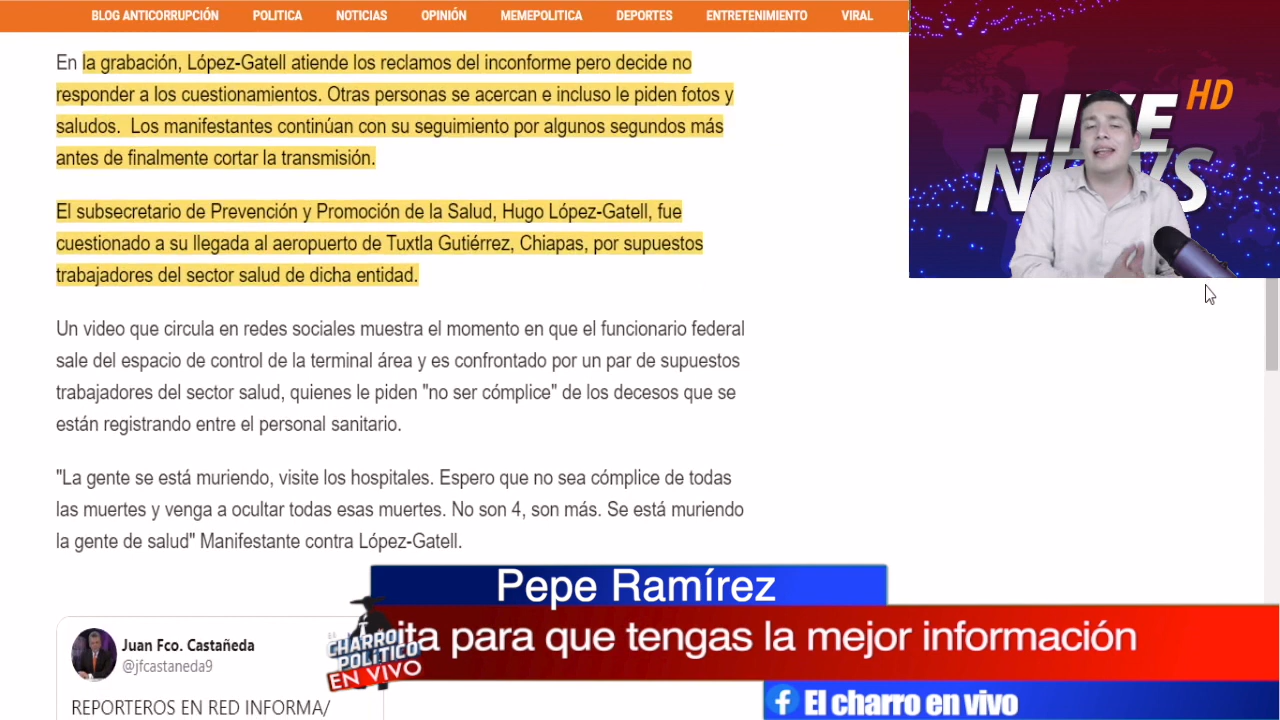 BLOG ANTICORRUPCIÓN POLITICA NOTICIAS OPINIÓN MEMEPOLITICA DEPORTES ENTRETENIMIENTO VIRAL
En la grabación, López-Gatell atiende los reclamos del inconforme pero decide no
responder a los cuestionamientos. Otras personas se acercan e incluso le piden fotos y
saludos. Los manifestantes continúan con su seguimiento por algunos segundos más
antes de finalmente cortar la transmisión.
El subsecretario de Prevención y Promoción de la Salud, Hugo López-Gatell, fue
cuestionado a su llegada al aeropuerto de Tuxtla Gutiérrez, Chiapas, por supuestos
trabajadores del sector salud de dicha entidad.
Un video que circula en redes sociales muestra el momento en que el funcionario federal
sale del espacio de control de la terminal área y es confrontado por un par de supuestos
trabajadores del sector salud, quienes le piden "no ser cómplice" de los decesos que se
están registrando entre el personal sanitario.
"La gente se está muriendo, visite los hospitales. Espero que no sea cómplice de todas
las muertes y venga a ocultar todas esas muertes. No son 4, son más. Se está muriendo
la gente de salud" Manifestante contra López-Gatell.
Juan Fco. Castañeda
@jfcastaneda9
REPORTEROS EN RED INFORMA/
LIVE HD
NEWS
Pepe Ramírez
ita para que tengas la mejor información
CHARRO
POLÍTICO
EN VIVO
El charro en vivo